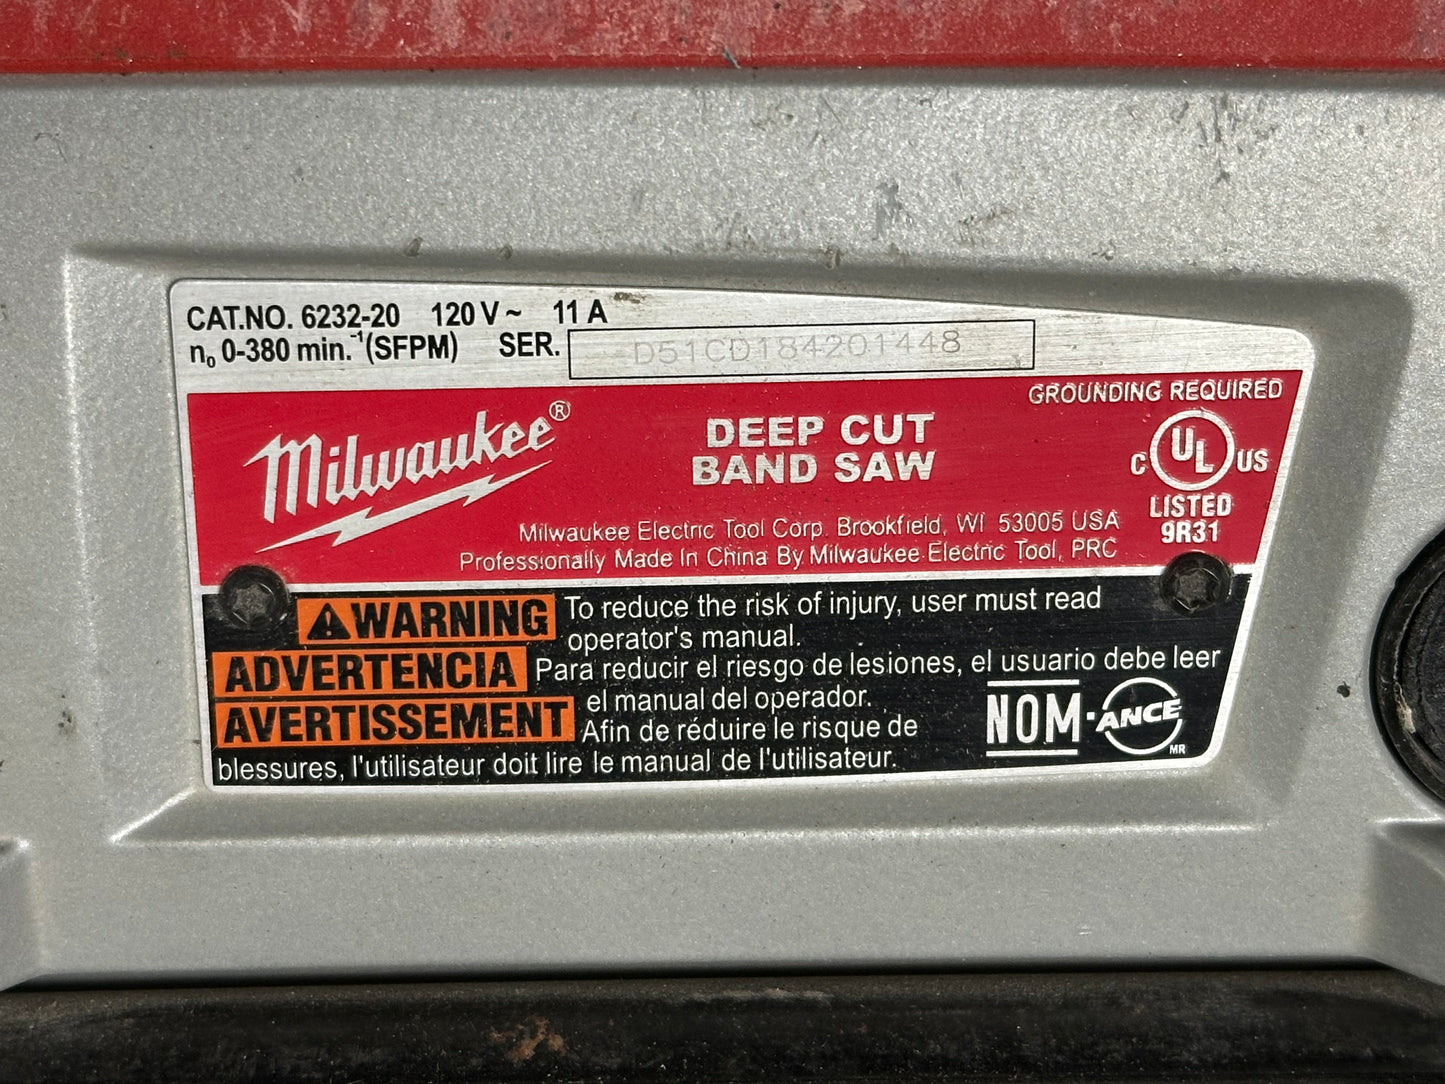 CAT.NO. 6232-20 120 V ~ 11 A
n₀ 0-380 min.⁻¹(SFPM) SER. D51CD184201448
GROUNDING REQUIRED
Milwaukee®
DEEP CUT
BAND SAW
C UL US
LISTED
9R31
Milwaukee Electric Tool Corp. Brookfield, WI 53005 USA
Professionally Made In China By Milwaukee Electric Tool, PRC
WARNING To reduce the risk of injury, user must read
operator's manual.
ADVERTENCIA Para reducir el riesgo de lesiones, el usuario debe leer
el manual del operador.
AVERTISSEMENT Afin de réduire le risque de
blessures, l'utilisateur doit lire le manual de l'utilisateur.
NOM-ANCE
MR